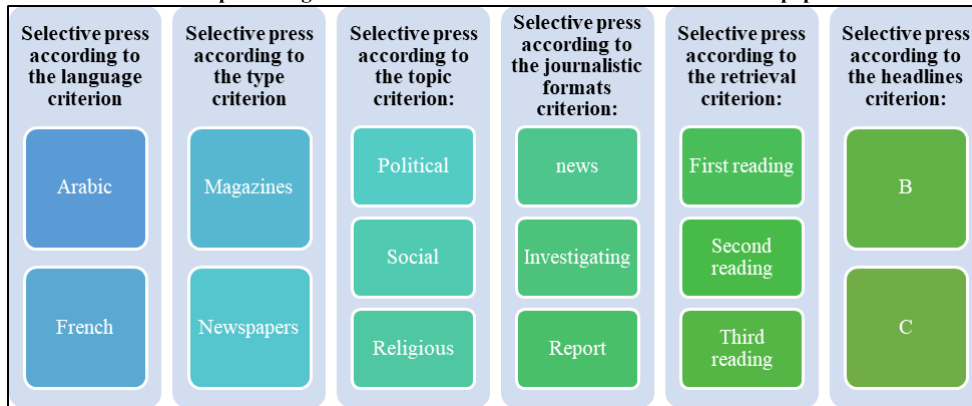 Selective press
according to
the language
criterion
Arabic
French
Selective press
according to
the type
criterion
Magazines
Newspapers
Selective press
according to
the topic
criterion:
Political
Social
Religious
Selective press
according to
the journalistic
formats
criterion:
news
Investigating
Report
Selective press
according to
the retrieval
criterion:
First reading
Second
reading
Third
reading
Selective press
according to
the headlines
criterion:
B
C